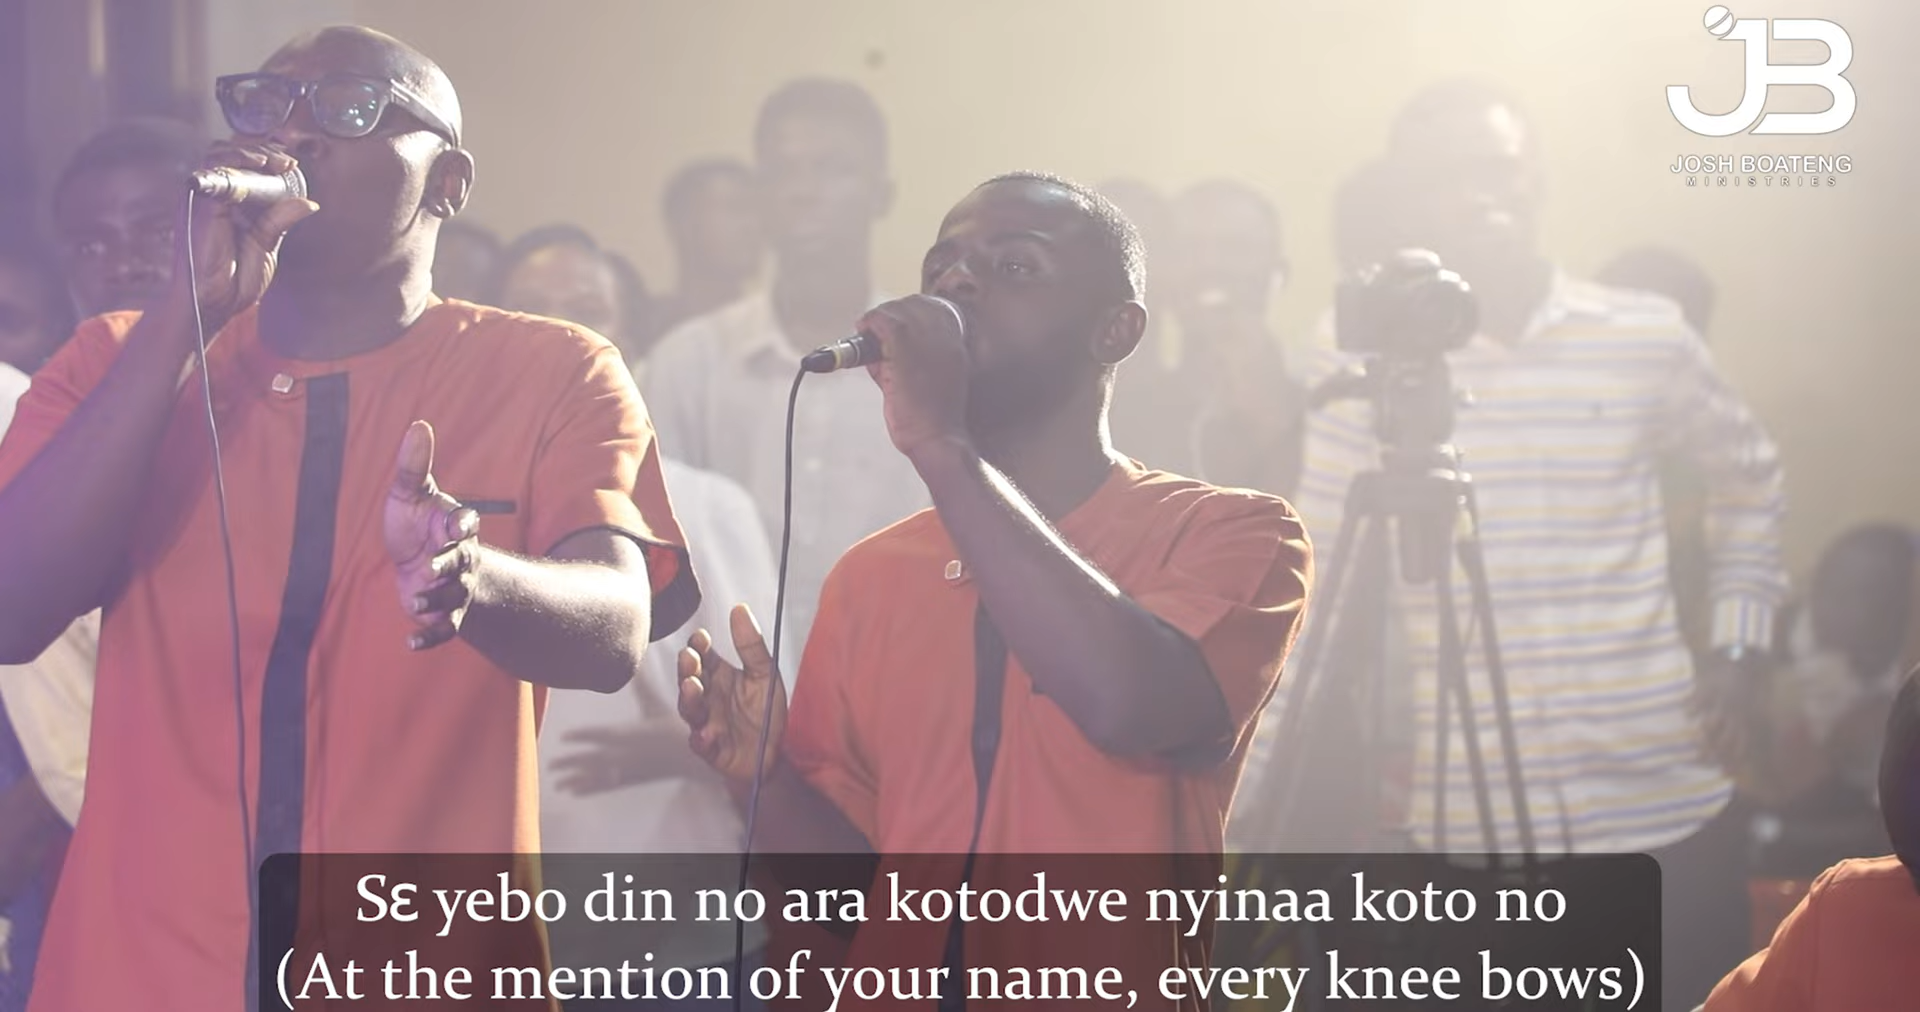 JB
JOSH BOATENG
MINISTRIES
Sɛ yebo din no ara kotodwe nyinaa koto no
(At the mention of your name, every knee bows)